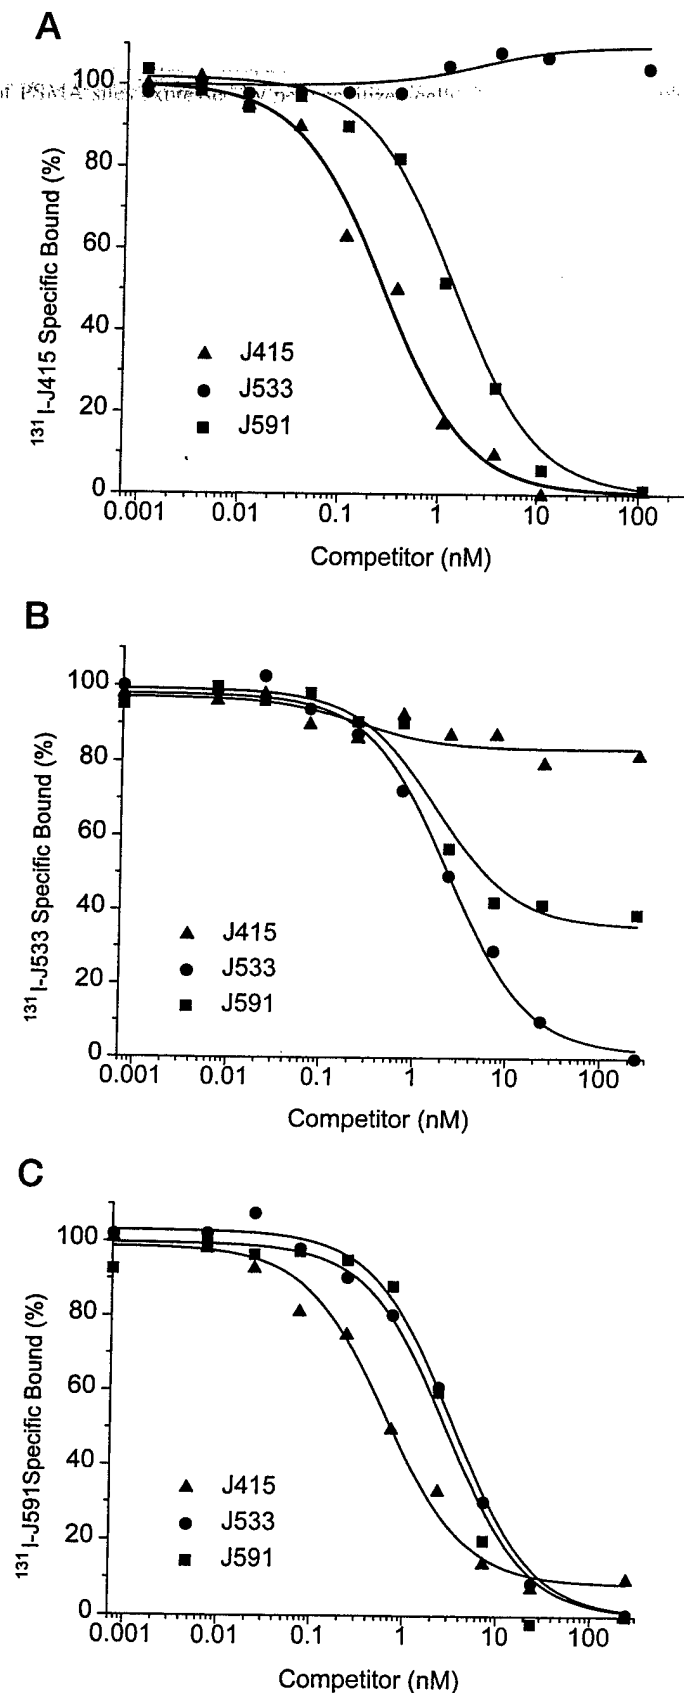 A
100
80
60
40
20
0
131I-J415 Specific Bound (%)
J415
J533
J591
0.001 0.01 0.1 1 10 100
Competitor (nM)
B
100
80
60
40
20
0
131I-J533 Specific Bound (%)
J415
J533
J591
0.001 0.01 0.1 1 10 100
Competitor (nM)
C
100
80
60
40
20
0
131I-J591Specific Bound (%)
J415
J533
J591
0.001 0.01 0.1 1 10 100
Competitor (nM)